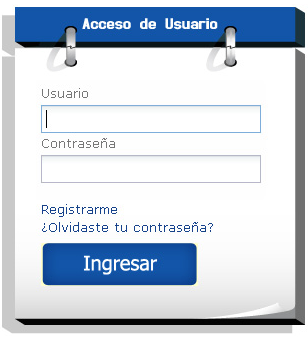 Acceso de Usuario
Usuario
Contraseña
Registrarme
¿Olvidaste tu contraseña?
Ingresar